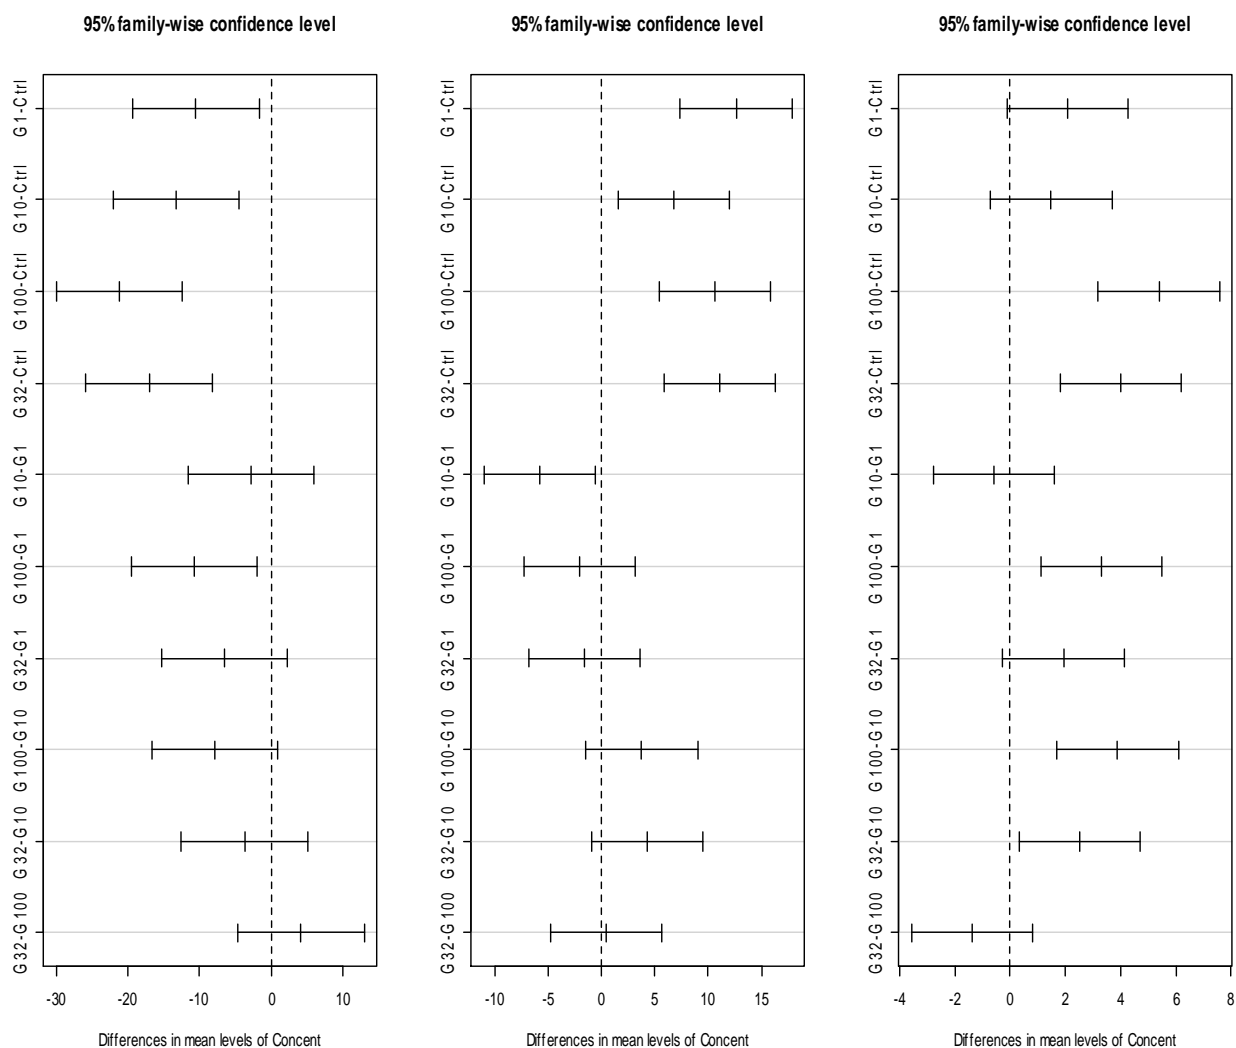 95% family-wise confidence level
G1-Ctrl
G10-Ctrl
G100-Ctrl
G32-Ctrl
G10-G1
G100-G1
G32-G1
G100-G10
G32-G10
G32-G100
-30 -20 -10 0 10
Differences in mean levels of Concent
95% family-wise confidence level
G1-Ctrl
G10-Ctrl
G100-Ctrl
G32-Ctrl
G10-G1
G100-G1
G32-G1
G100-G10
G32-G10
G32-G100
-10 -5 0 5 10 15
Differences in mean levels of Concent
95% family-wise confidence level
G1-Ctrl
G10-Ctrl
G100-Ctrl
G32-Ctrl
G10-G1
G100-G1
G32-G1
G100-G10
G32-G10
G32-G100
-4 -2 0 2 4 6 8
Differences in mean levels of Concent